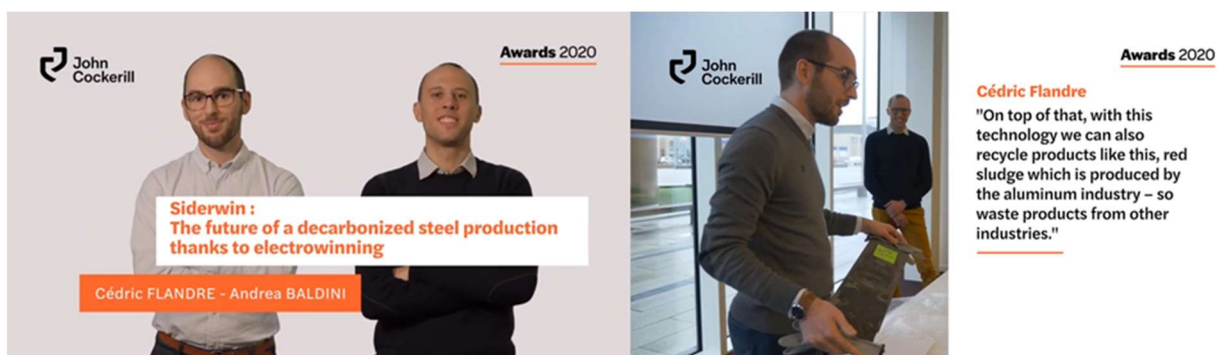 John
Cockerill
Awards 2020
Siderwin :
The future of a decarbonized steel production
thanks to electrowinning
Cédric FLANDRE - Andrea BALDINI
John
Cockerill
Awards 2020
Cédric Flandre
"On top of that, with this
technology we can also
recycle products like this, red
sludge which is produced by
the aluminum industry – so
waste products from other
industries."